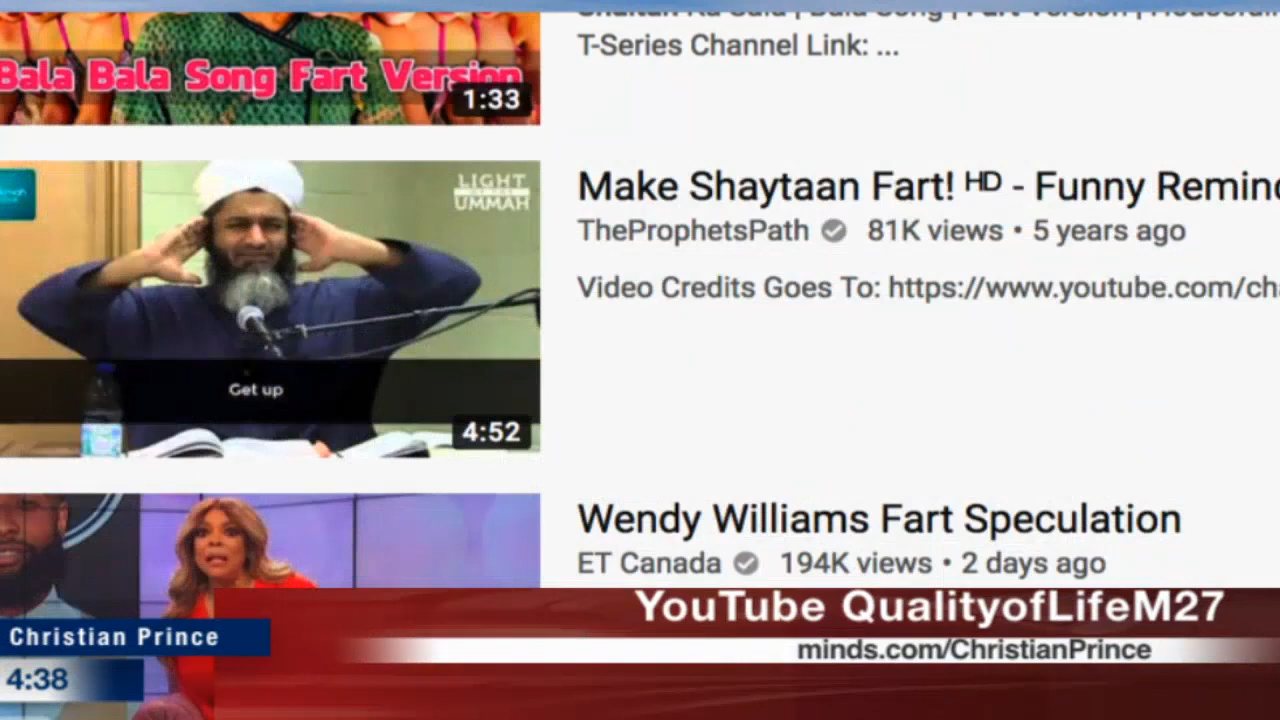 T-Series Channel Link: ...
Bala Bala Song Fart Version
1:33
LIGHT
UMMAH
Make Shaytaan Fart! ᴴᴰ - Funny
TheProphetsPath 81K views • 5 years ago
Video Credits Goes To: https://www.youtube.com/ch
Get up
4:52
Wendy Williams Fart Speculation
ET Canada 194K views • 2 days ago
YouTube QualityofLifeM27
Christian Prince
minds.com/ChristianPrince
4:38